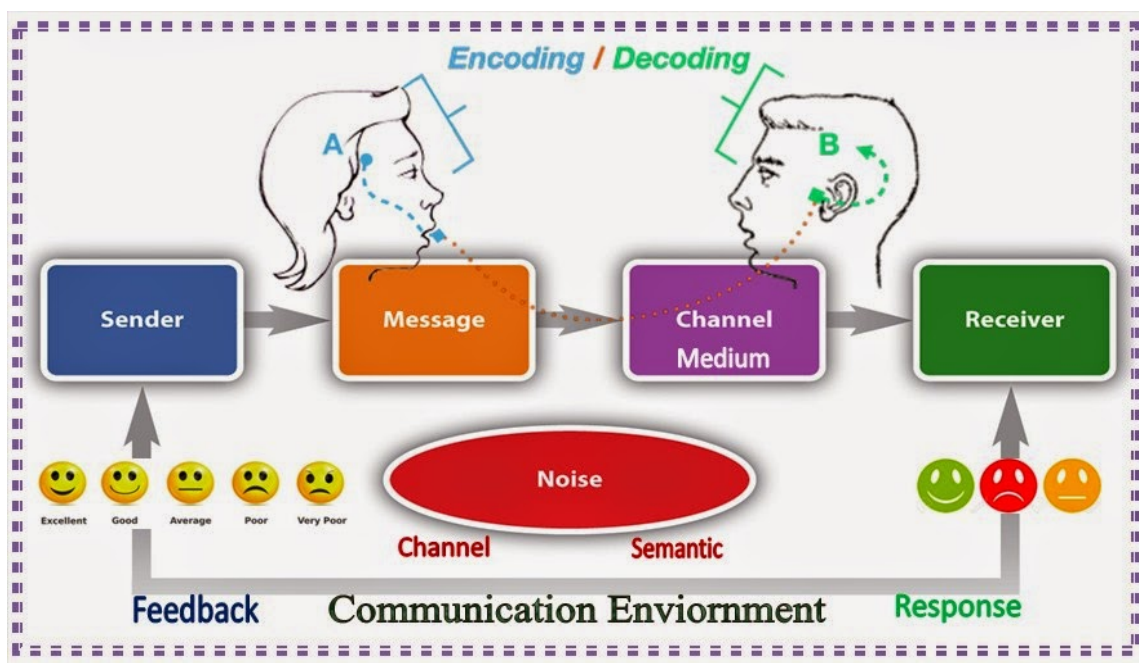 Encoding / Decoding
A
B
Sender
Message
Channel
Medium
Receiver
Noise
Excellent Good Average Poor Very Poor
Channel Semantic
Feedback Communication Enviornment Response